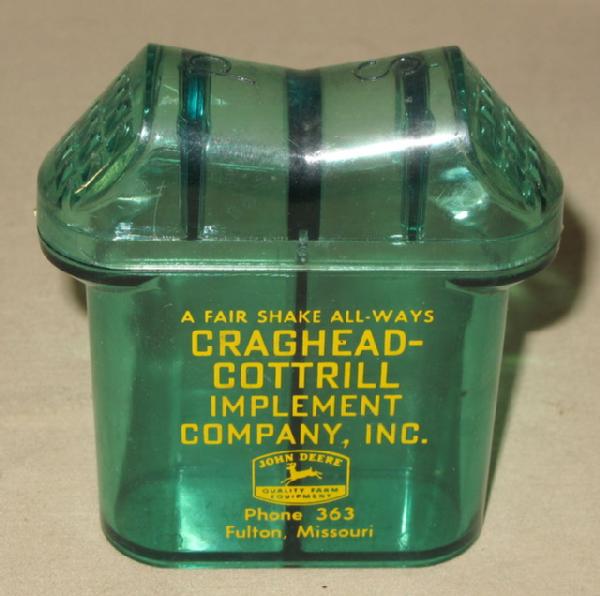 S
A FAIR SHAKE ALL-WAYS
CRAGHEAD-
COTTRILL
IMPLEMENT
COMPANY, INC.
JOHN DEERE
QUALITY FARM
EQUIPMENT
Phone 363
Fulton, Missouri